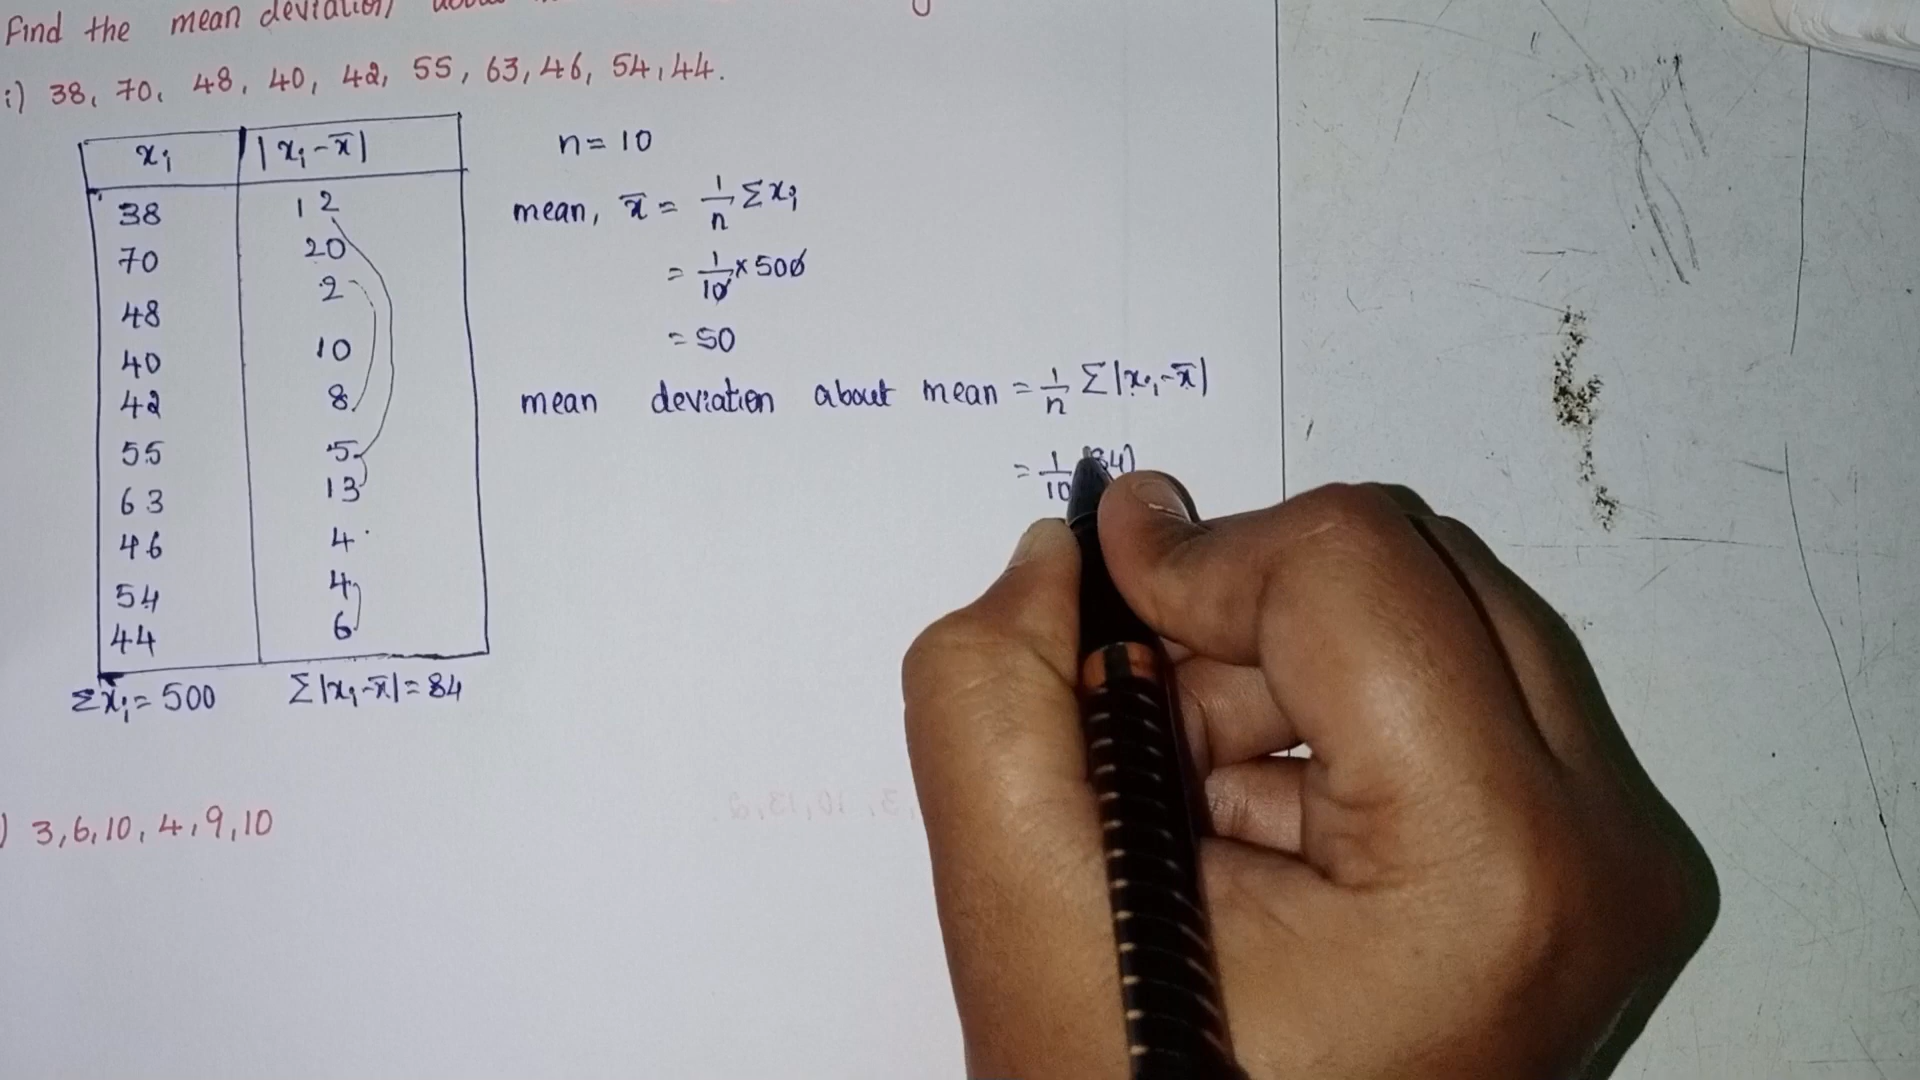 Find the mean deviation
i) 38, 70, 48, 40, 42, 55, 63, 46, 54, 44.
xᵢ |xᵢ-x̄|
38 12
70 20
48 2
40 10
42 8
55 5
63 13
46 4
54 4
44 6
Σxᵢ = 500 Σ|xᵢ-x̄| = 84
n = 10
mean, x̄ = 1/n Σxᵢ
= 1/10 × 500
= 50
mean deviation about mean = 1/n Σ|xᵢ-x̄|
= 1/10 (84)
) 3, 6, 10, 4, 9, 10